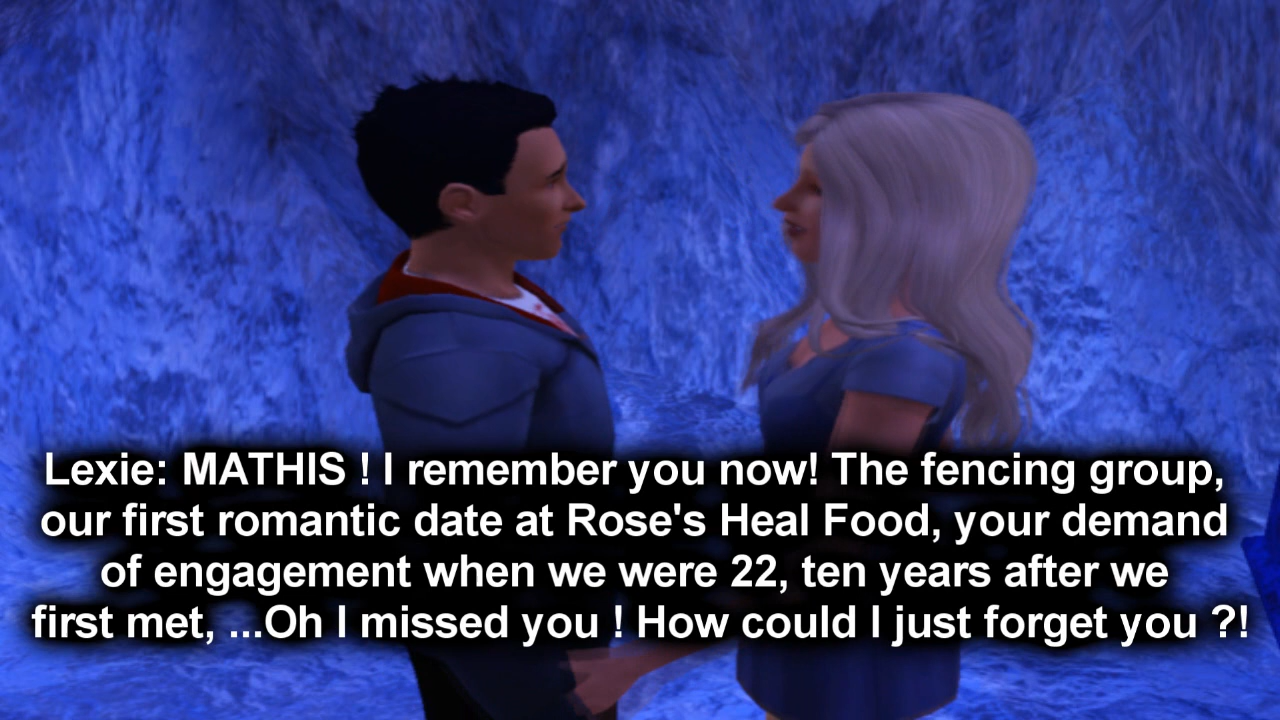 Lexie: MATHIS ! I remember you now! The fencing group,
our first romantic date at Rose's Heal Food, your demand
of engagement when we were 22, ten years after we
first met, ...Oh I missed you ! How could I just forget you ?!